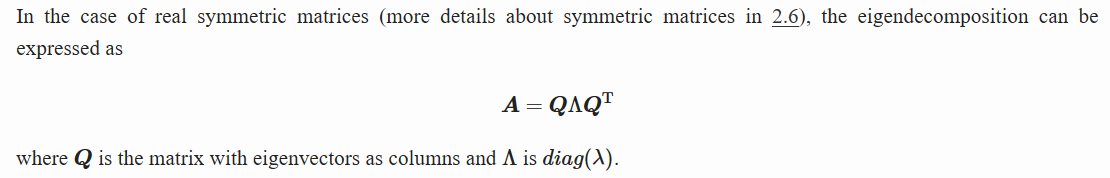 In the case of real symmetric matrices (more details about symmetric matrices in 2.6), the eigendecomposition can be
expressed as
A = QΛQᵀ
where Q is the matrix with eigenvectors as columns and Λ is diag(λ).